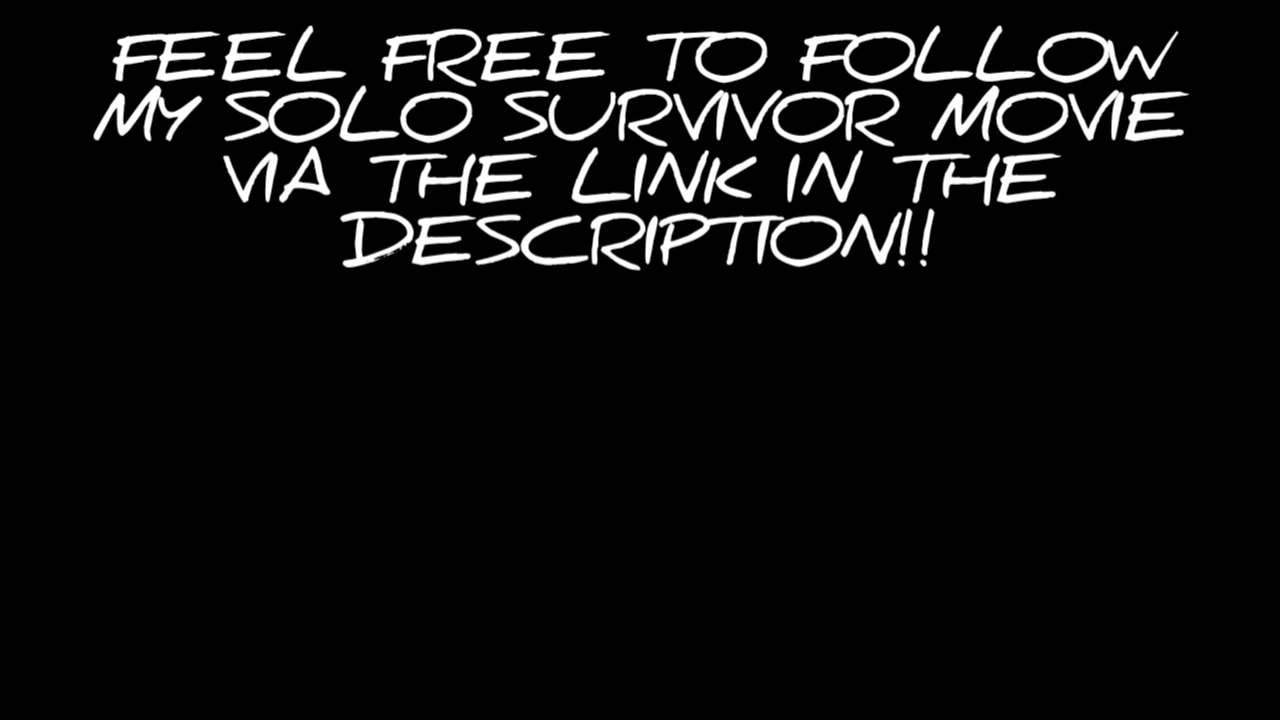 FEEL FREE TO FOLLOW
MY SOLO SURVIVOR MOVIE
VIA THE LINK IN THE
DESCRIPTION!!